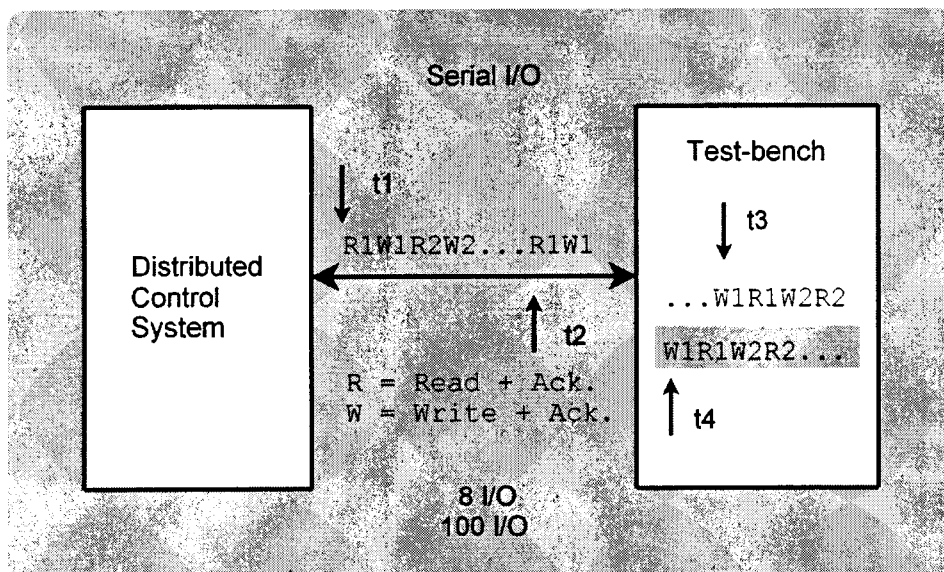 Serial I/O
Test-bench
t1
t3
R1W1R2W2...R1W1
Distributed
Control
System
...W1R1W2R2
t2
W1R1W2R2...
R = Read + Ack.
W = Write + Ack.
t4
8 I/O
100 I/O